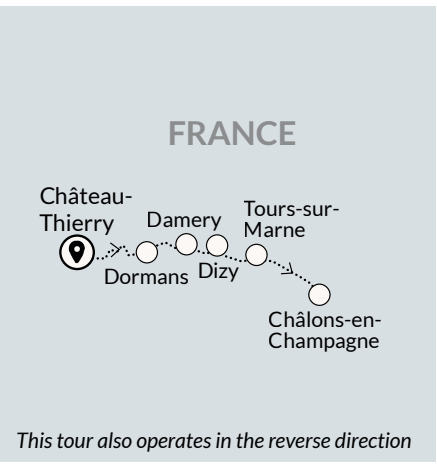 FRANCE
Château-
Thierry
Damery
Tours-sur-
Marne
Dormans
Dizy
Châlons-en-
Champagne
This tour also operates in the reverse direction